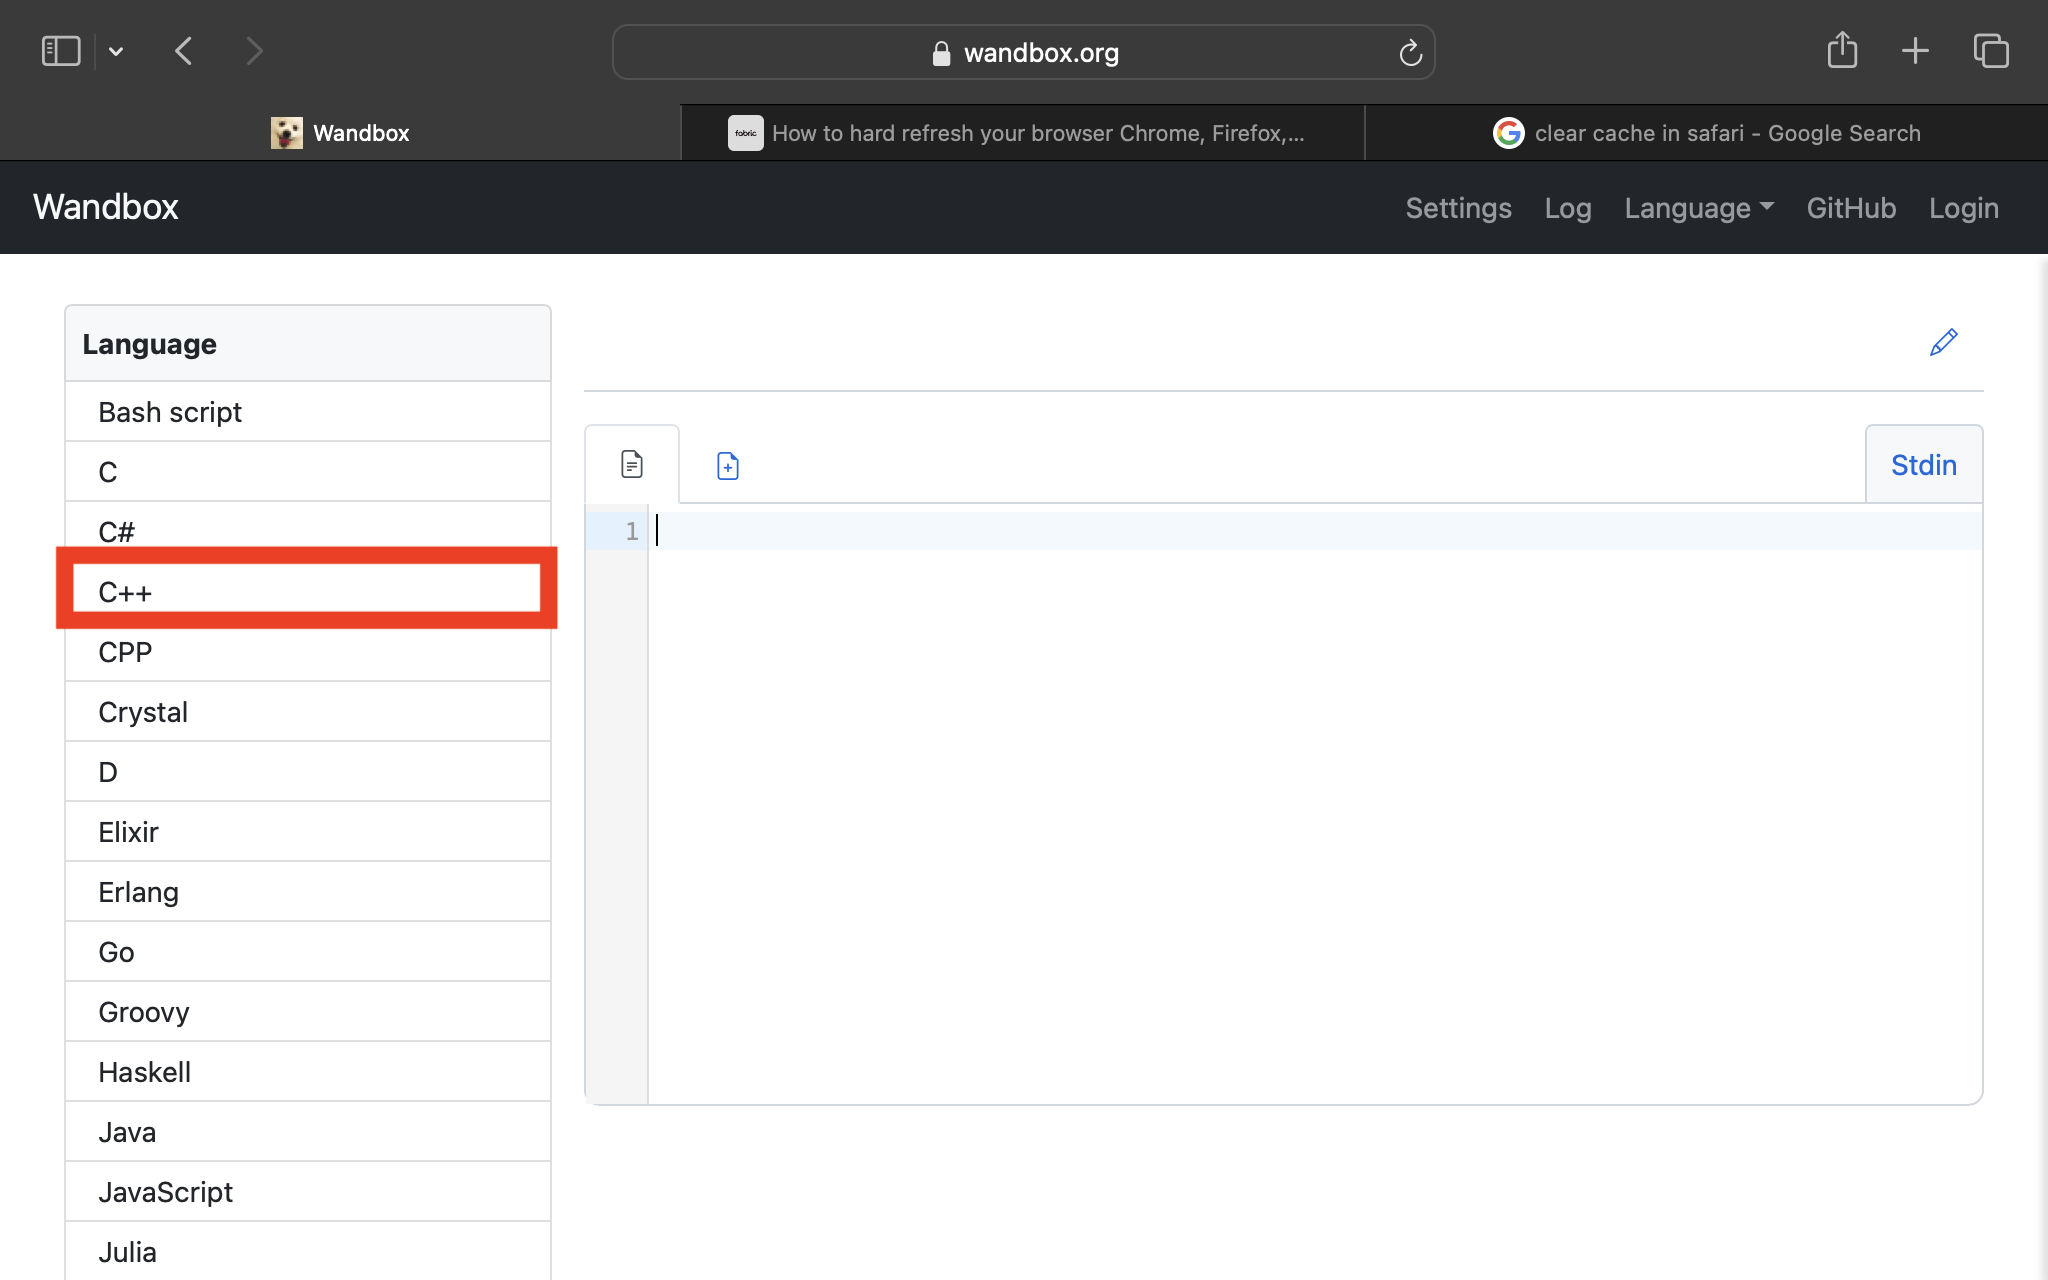 wandbox.org
Wandbox
fabric How to hard refresh your browser Chrome, Firefox,...
clear cache in safari - Google Search
Wandbox
Settings Log Language GitHub Login
Language
Bash script
C
C#
C++
CPP
Crystal
D
Elixir
Erlang
Go
Groovy
Haskell
Java
JavaScript
Julia
Stdin
1